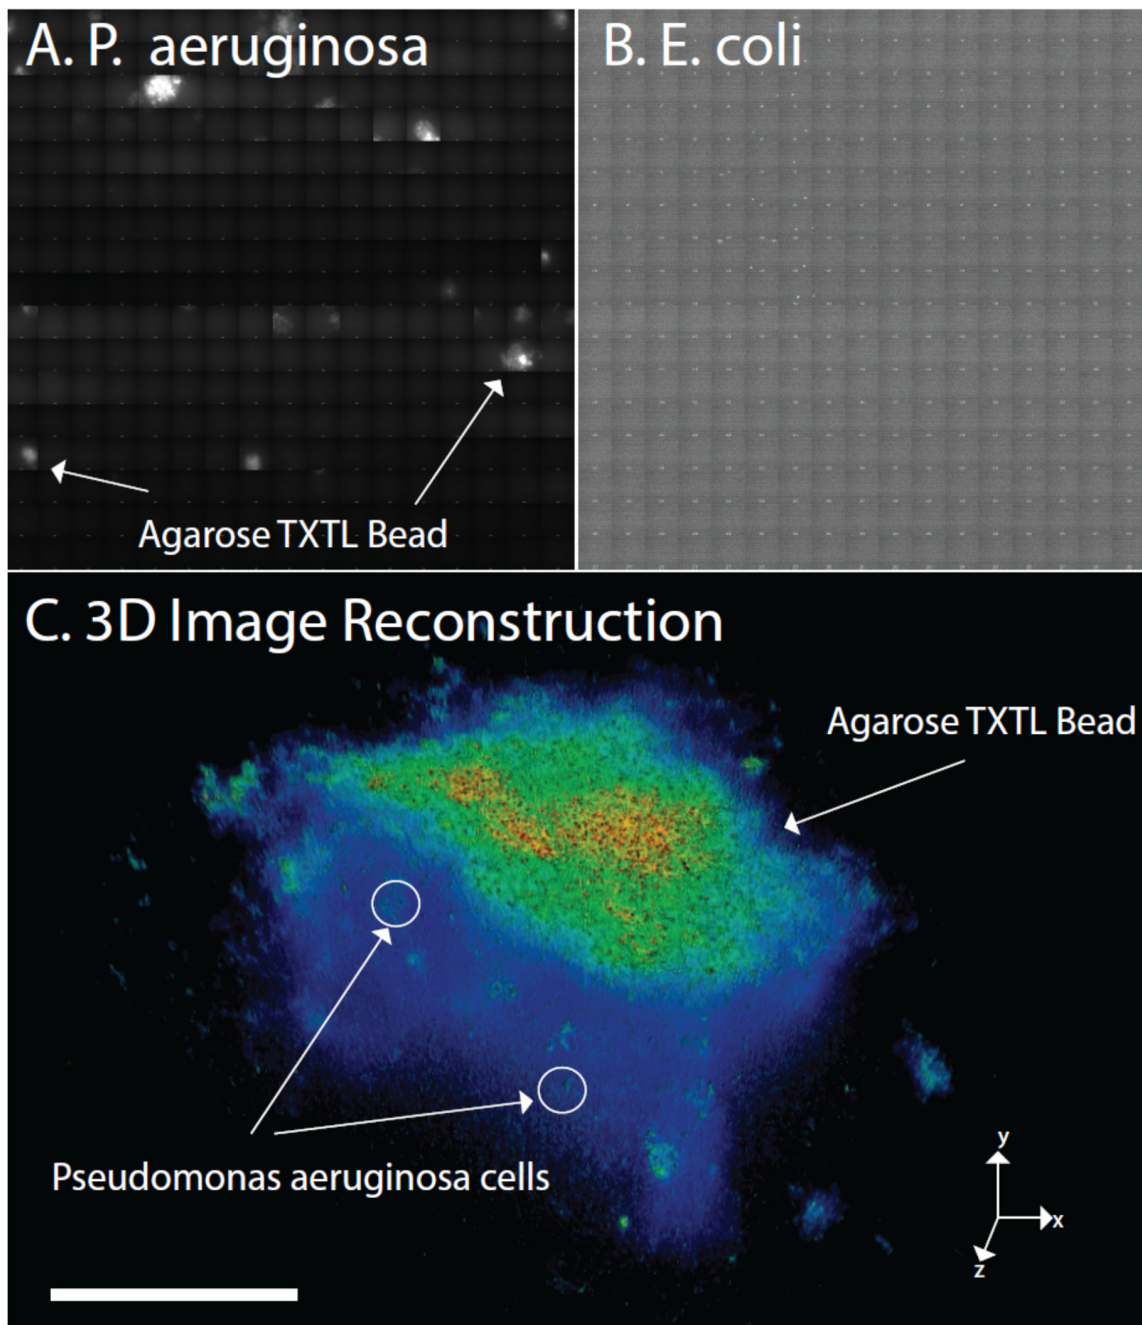 A. P. aeruginosa
B. E. coli
Agarose TXTL Bead
C. 3D Image Reconstruction
Agarose TXTL Bead
Pseudomonas aeruginosa cells
y
x
z